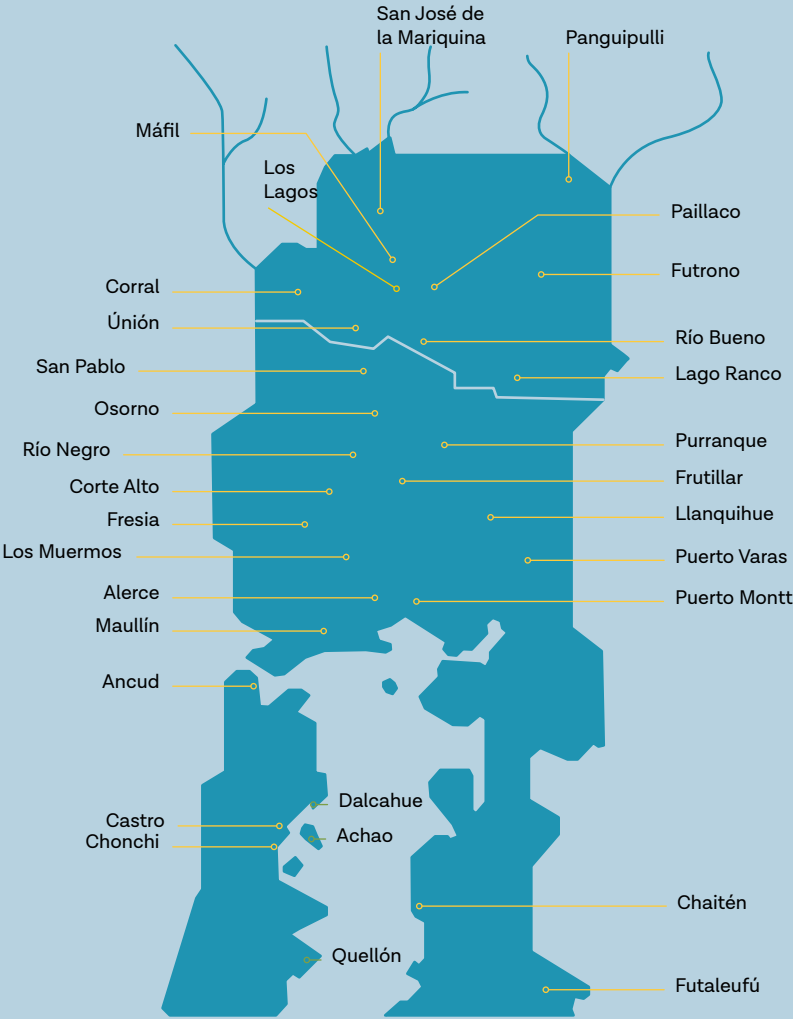 San José de
la Mariquina
Panguipulli
Máfil
Los
Lagos
Paillaco
Futrono
Corral
Únión
Río Bueno
San Pablo
Lago Ranco
Osorno
Purranque
Río Negro
Frutillar
Corte Alto
Llanquihue
Fresia
Los Muermos
Puerto Varas
Alerce
Puerto Montt
Maullín
Ancud
Dalcahue
Castro
Achao
Chonchi
Chaitén
Quellón
Futaleufú